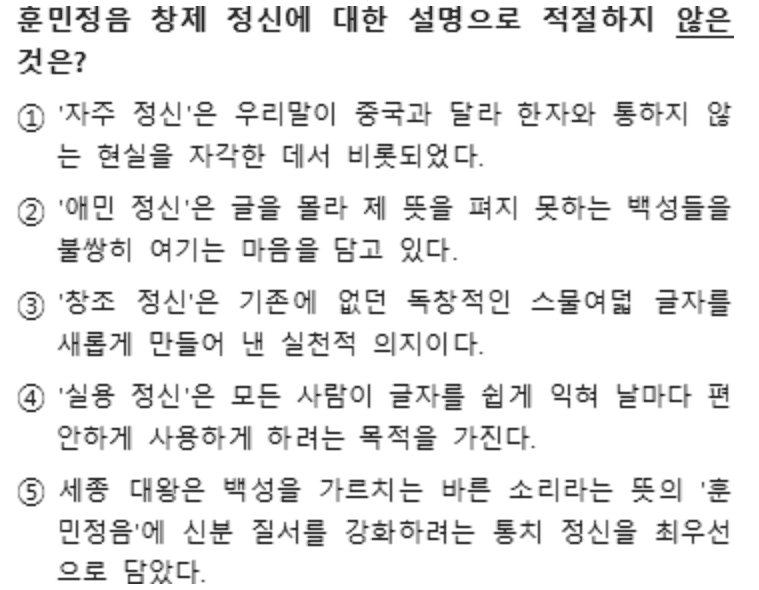 훈민정음 창제 정신에 대한 설명으로 적절하지 않은
것은?
① '자주 정신'은 우리말이 중국과 달라 한자와 통하지 않
는 현실을 자각한 데서 비롯되었다.
② '애민 정신'은 글을 몰라 제 뜻을 펴지 못하는 백성들을
불쌍히 여기는 마음을 담고 있다.
③ '창조 정신'은 기존에 없던 독창적인 스물여덟 글자를
새롭게 만들어 낸 실천적 의지이다.
④ '실용 정신'은 모든 사람이 글자를 쉽게 익혀 날마다 편
안하게 사용하게 하려는 목적을 가진다.
⑤ 세종 대왕은 백성을 가르치는 바른 소리라는 뜻의 '훈
민정음'에 신분 질서를 강화하려는 통치 정신을 최우선
으로 담았다.